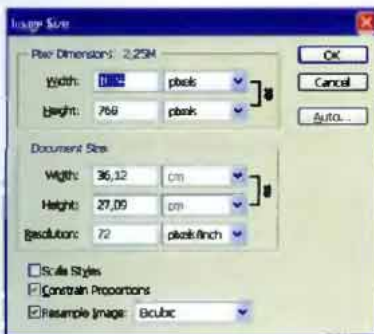 Image Size
Pixel Dimensions: 2,25M
Width: pixels
Height: 768 pixels
Document Size
Width: 36,12 cm
Height: 27,09 cm
Resolution: 72 pixels/inch
Scale Styles
Constrain Proportions
Resample Image: Bicubic
OK
Cancel
Auto...